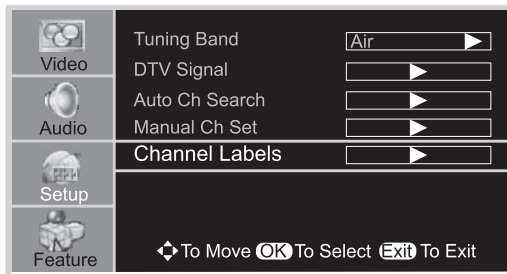 Video
Audio
Setup
Feature
Tuning Band Air
DTV Signal
Auto Ch Search
Manual Ch Set
Channel Labels
To Move OK To Select Exit To Exit